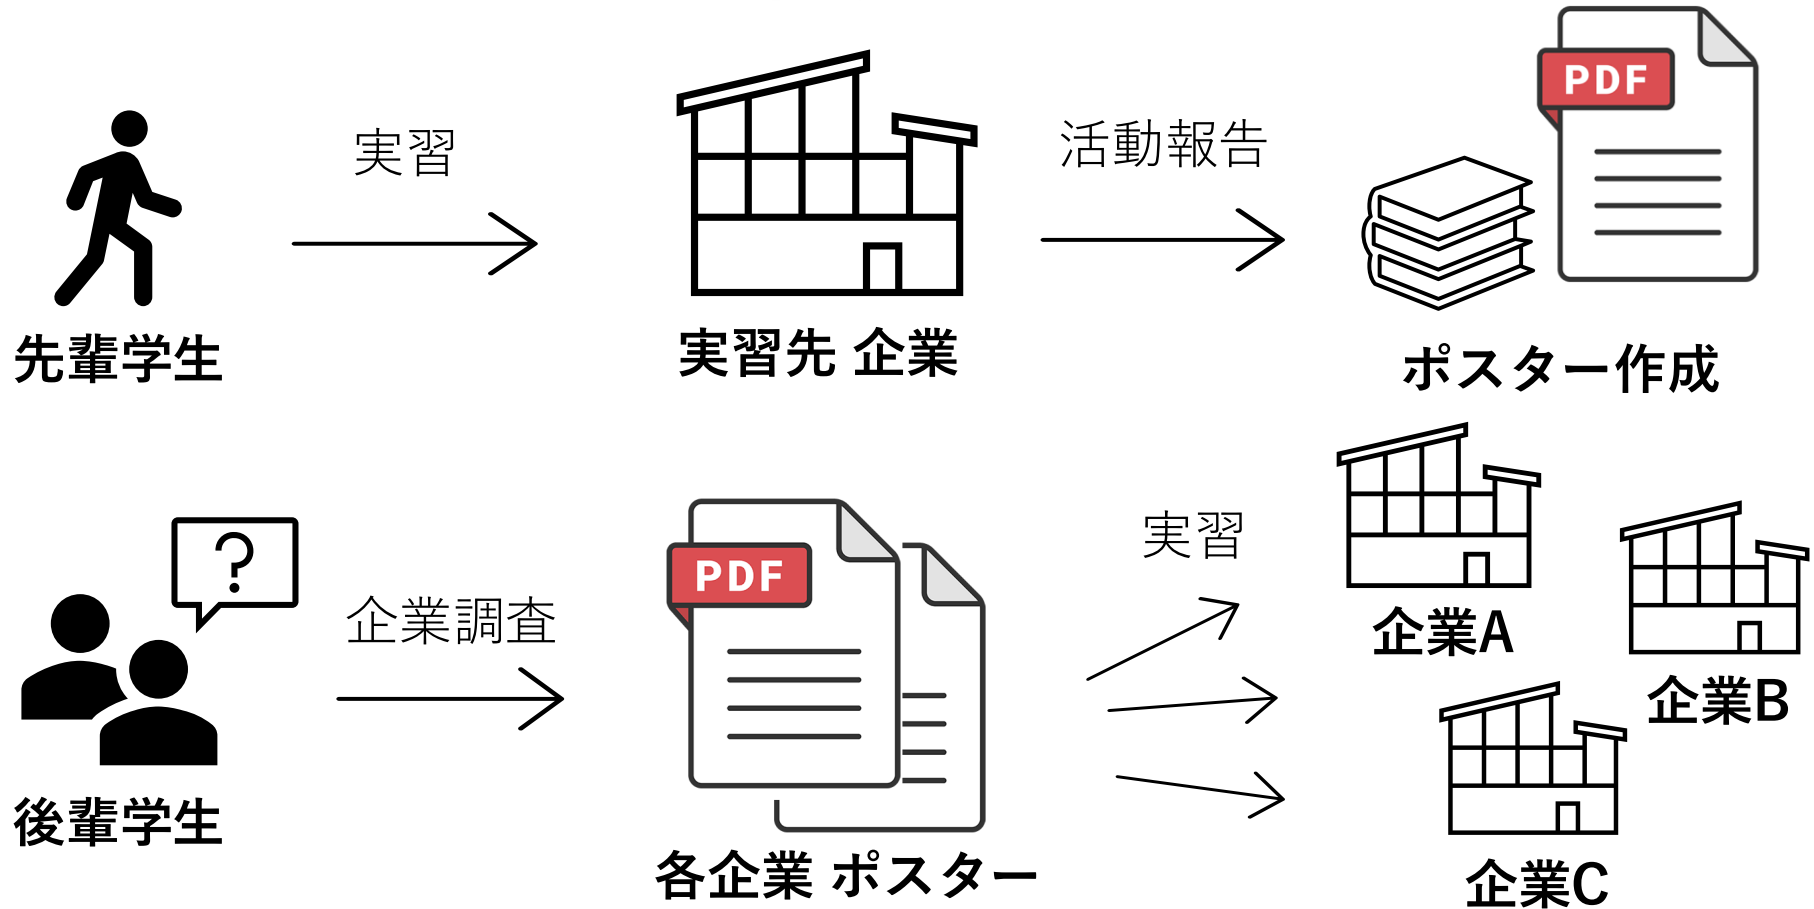 先輩学生
実習
実習先 企業
活動報告
PDF
ポスター作成
?
後輩学生
企業調査
PDF
各企業 ポスター
実習
企業A
企業B
企業C